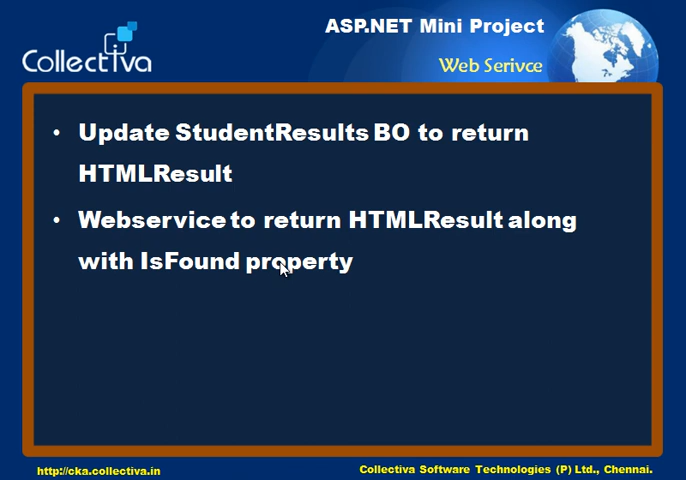 Collectiva
ASP.NET Mini Project
Web Serivce
• Update StudentResults BO to return
HTMLResult
• Webservice to return HTMLResult along
with IsFound property
http://cka.collectiva.in
Collectiva Software Technologies (P) Ltd., Chennai.